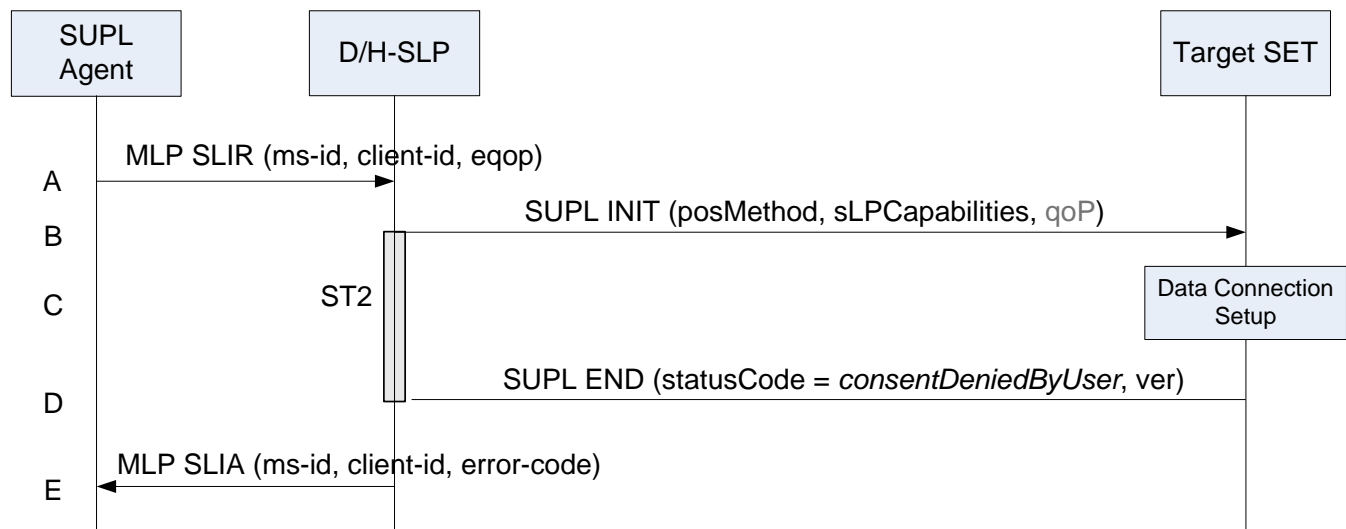 SUPL
Agent
D/H-SLP
Target SET
A
MLP SLIR (ms-id, client-id, eqop)
B
SUPL INIT (posMethod, sLPCapabilities, qoP)
C
ST2
Data Connection
Setup
D
SUPL END (statusCode = consentDeniedByUser, ver)
E
MLP SLIA (ms-id, client-id, error-code)